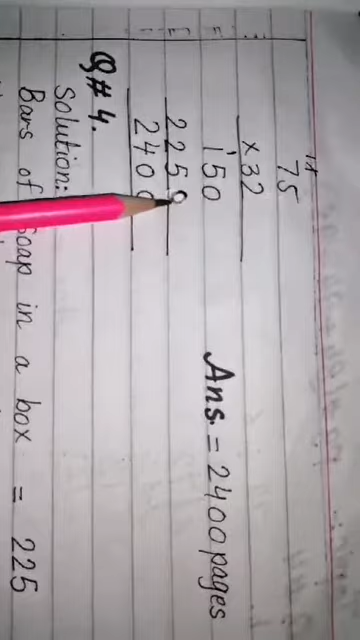 75
x 32
150
2250
2400
Ans. = 2400 pages
Q# 4.
Solution:
Bars of Soap in a box = 225